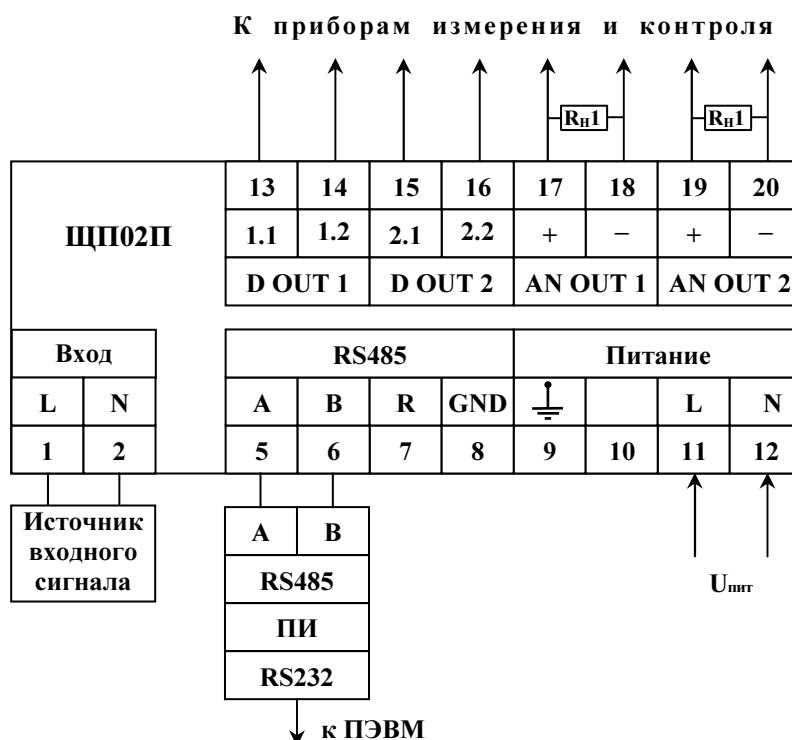 К приборам измерения и контроля
Rн1 Rн1
13 14 15 16 17 18 19 20
ЩП02П 1.1 1.2 2.1 2.2 + − + −
D OUT 1 D OUT 2 AN OUT 1 AN OUT 2
Вход RS485 Питание
L N A B R GND L N
1 2 5 6 7 8 9 10 11 12
Источник
входного
сигнала
A B
RS485
ПИ
RS232
Uпит
к ПЭВМ